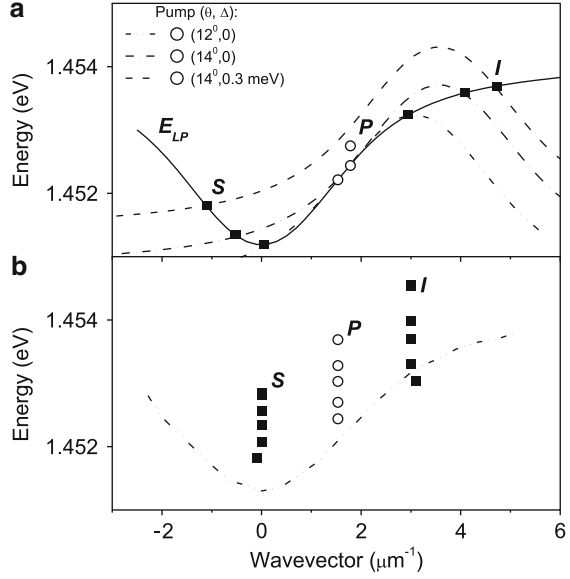 a
Pump (θ, Δ):
(12⁰,0)
(14⁰,0)
(14⁰,0.3 meV)
1.454
1.452
Energy (eV)
E_LP
S
P
I
b
1.454
1.452
Energy (eV)
S
P
I
-2 0 2 4 6
Wavevector (μm⁻¹)